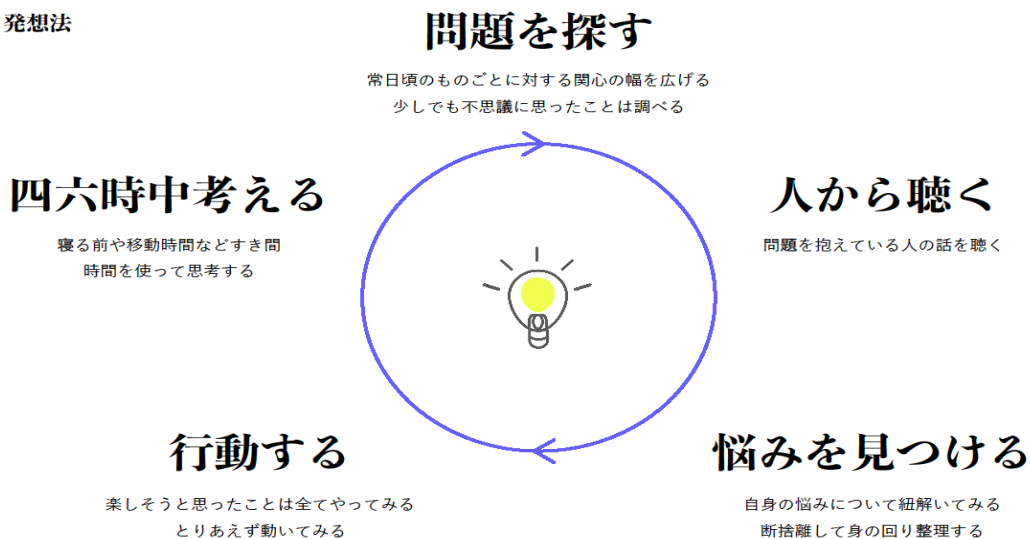 発想法
問題を探す
常日頃のものごとに対する関心の幅を広げる
少しでも不思議に思ったことは調べる
人から聴く
問題を抱えている人の話を聴く
悩みを見つける
自身の悩みについて紐解いてみる
断捨離して身の回り整理する
行動する
楽しそうと思ったことは全てやってみる
とりあえず動いてみる
四六時中考える
寝る前や移動時間などすき間
時間を使って思考する